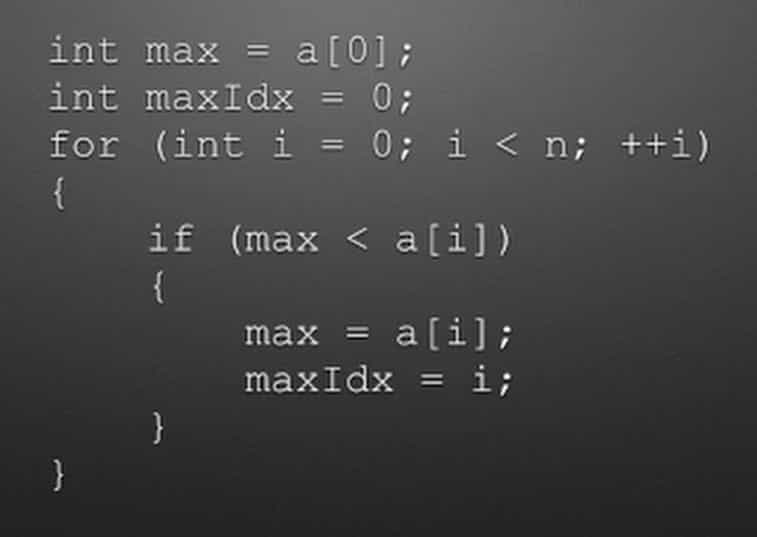 int max = a[0];
int maxIdx = 0;
for (int i = 0; i < n; ++i)
{
    if (max < a[i])
    {
        max = a[i];
        maxIdx = i;
    }
}